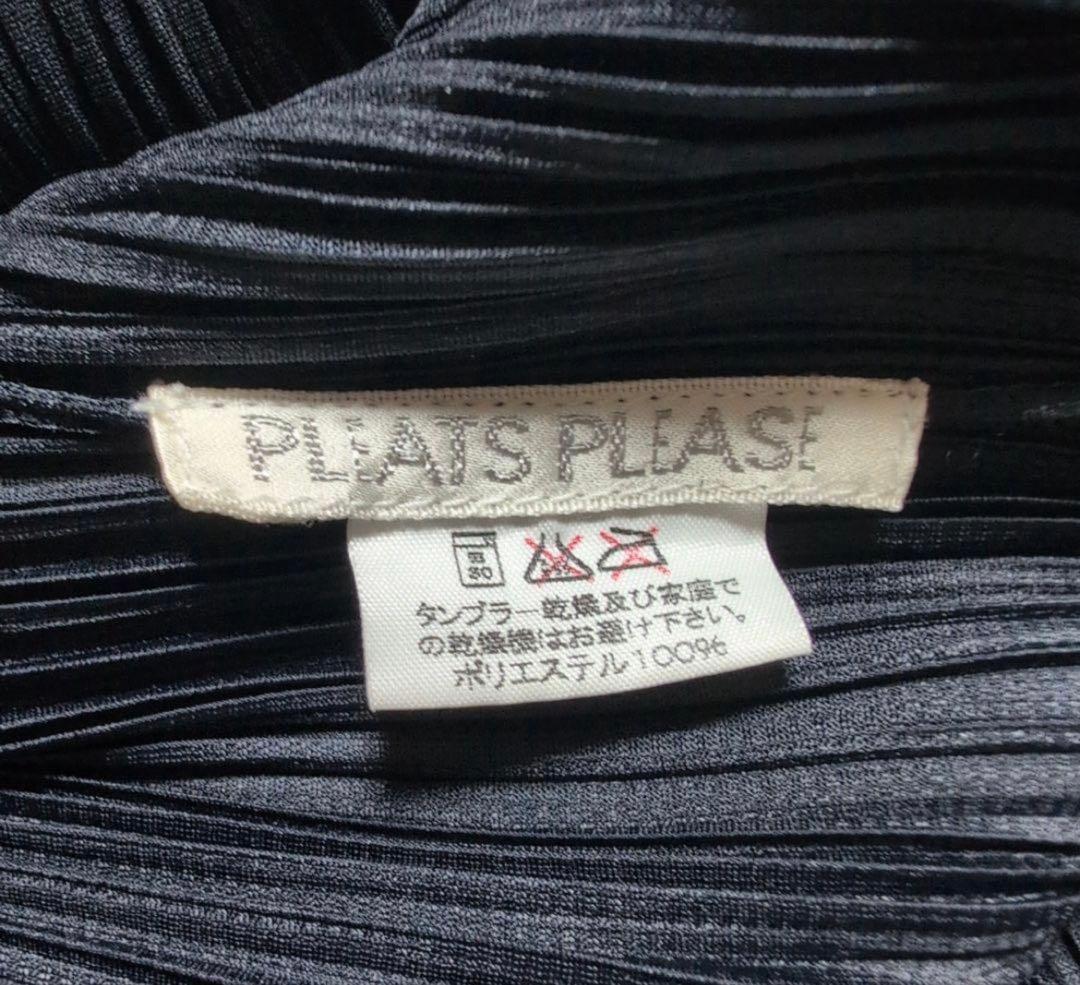 PLEATS PLEASE
タンブラー乾燥及び家庭で
の乾燥機はお避け下さい。
ポリエステル100%